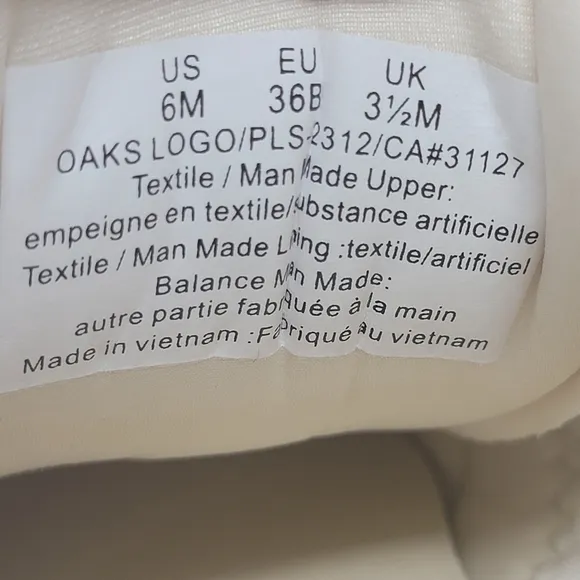 US EU UK
6M 36B 3½M
OAKS LOGO/PLS-2312/CA#31127
Textile / Man Made Upper:
empeigne en textile/substance artificielle
Textile / Man Made Lining :textile/artificiel
Balance Man Made:
autre partie fabriquée à la main
Made in vietnam :Fabriqué au vietnam